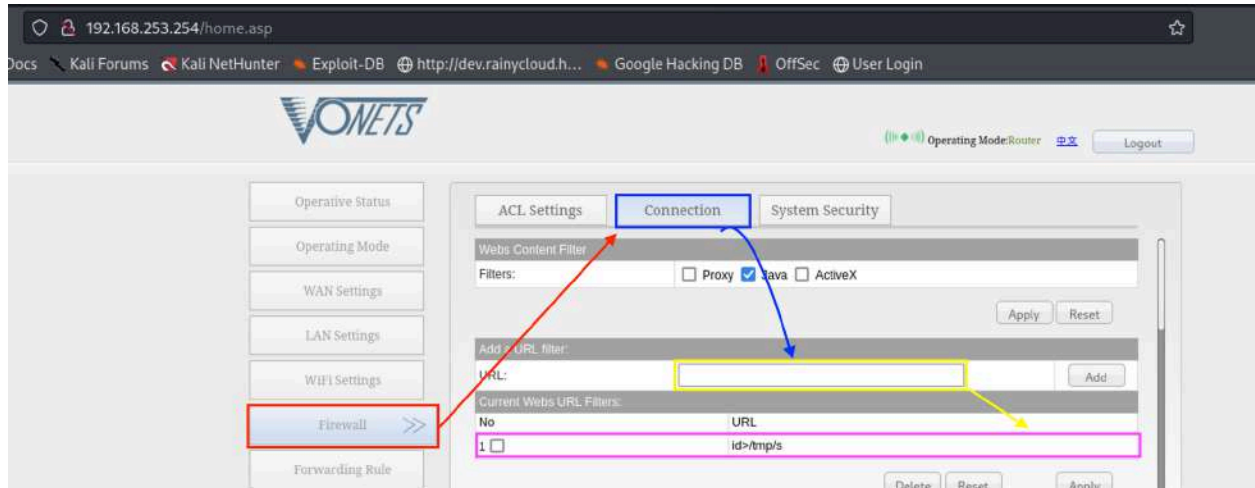 192.168.253.254/home.asp
Docs Kali Forums Kali NetHunter Exploit-DB http://dev.rainycloud.h... Google Hacking DB OffSec User Login
VONETS
Operating Mode:Router 中文 Logout
Operative Status
Operating Mode
WAN Settings
LAN Settings
WiFi Settings
Firewall >>
Forwarding Rule
ACL Settings Connection System Security
Webs Content Filter
Filters: Proxy Java ActiveX
Apply Reset
Add a URL filter:
URL: Add
Current Webs URL Filters:
No URL
1 id>/tmp/s
Delete Reset Apply